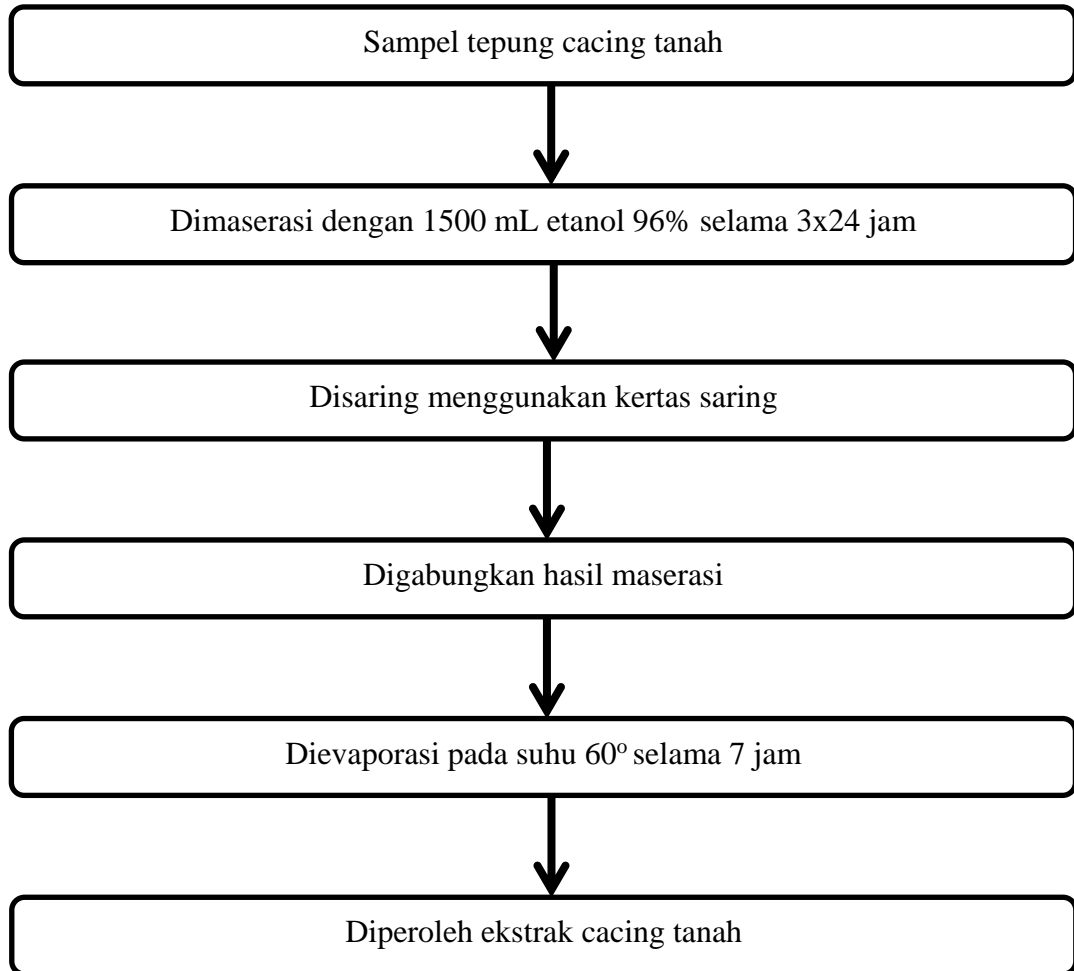 Sampel tepung cacing tanah
Dimaserasi dengan 1500 mL etanol 96% selama 3x24 jam
Disaring menggunakan kertas saring
Digabungkan hasil maserasi
Dievaporasi pada suhu 60º selama 7 jam
Diperoleh ekstrak cacing tanah